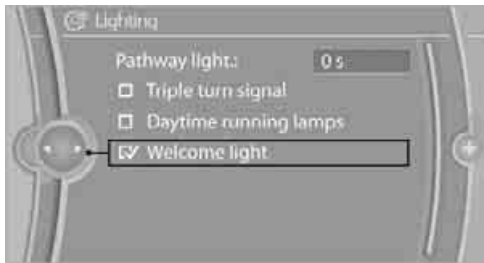 Lighting
Pathway light.: 0 s
Triple turn signal
Daytime running lamps
Welcome light